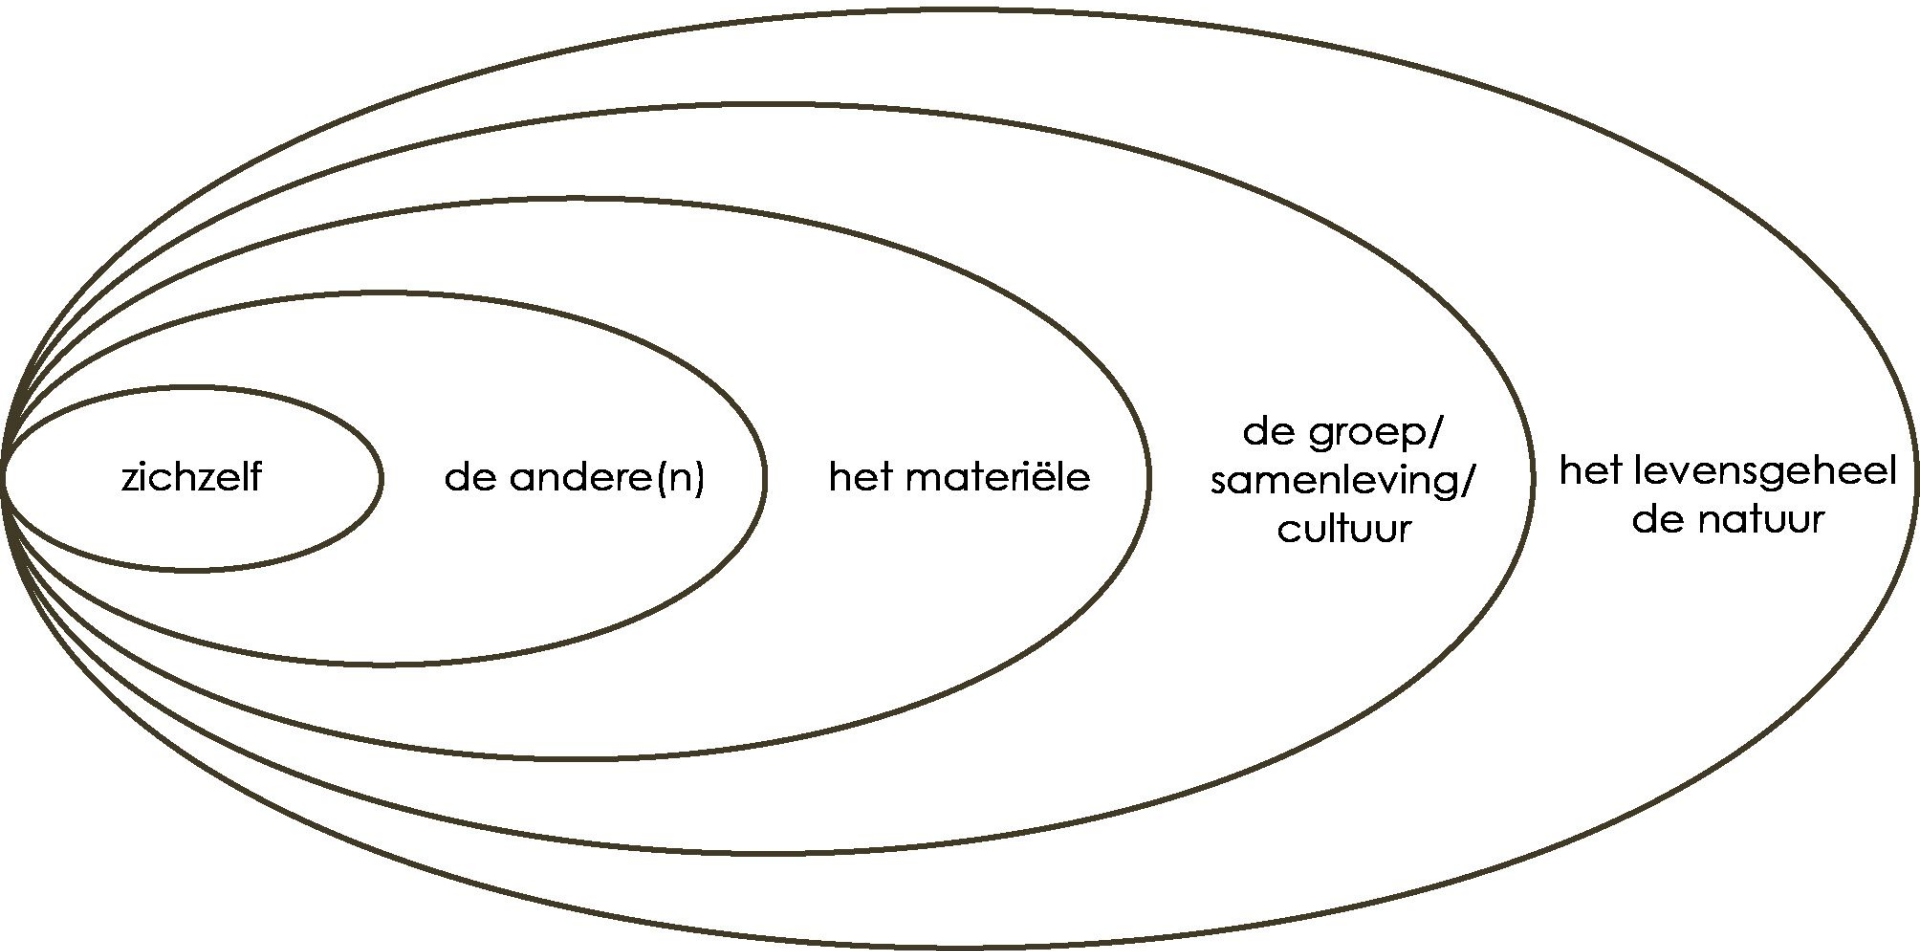 zichzelf
de andere(n)
het materiële
de groep/
samenleving/
cultuur
het levensgeheel
de natuur